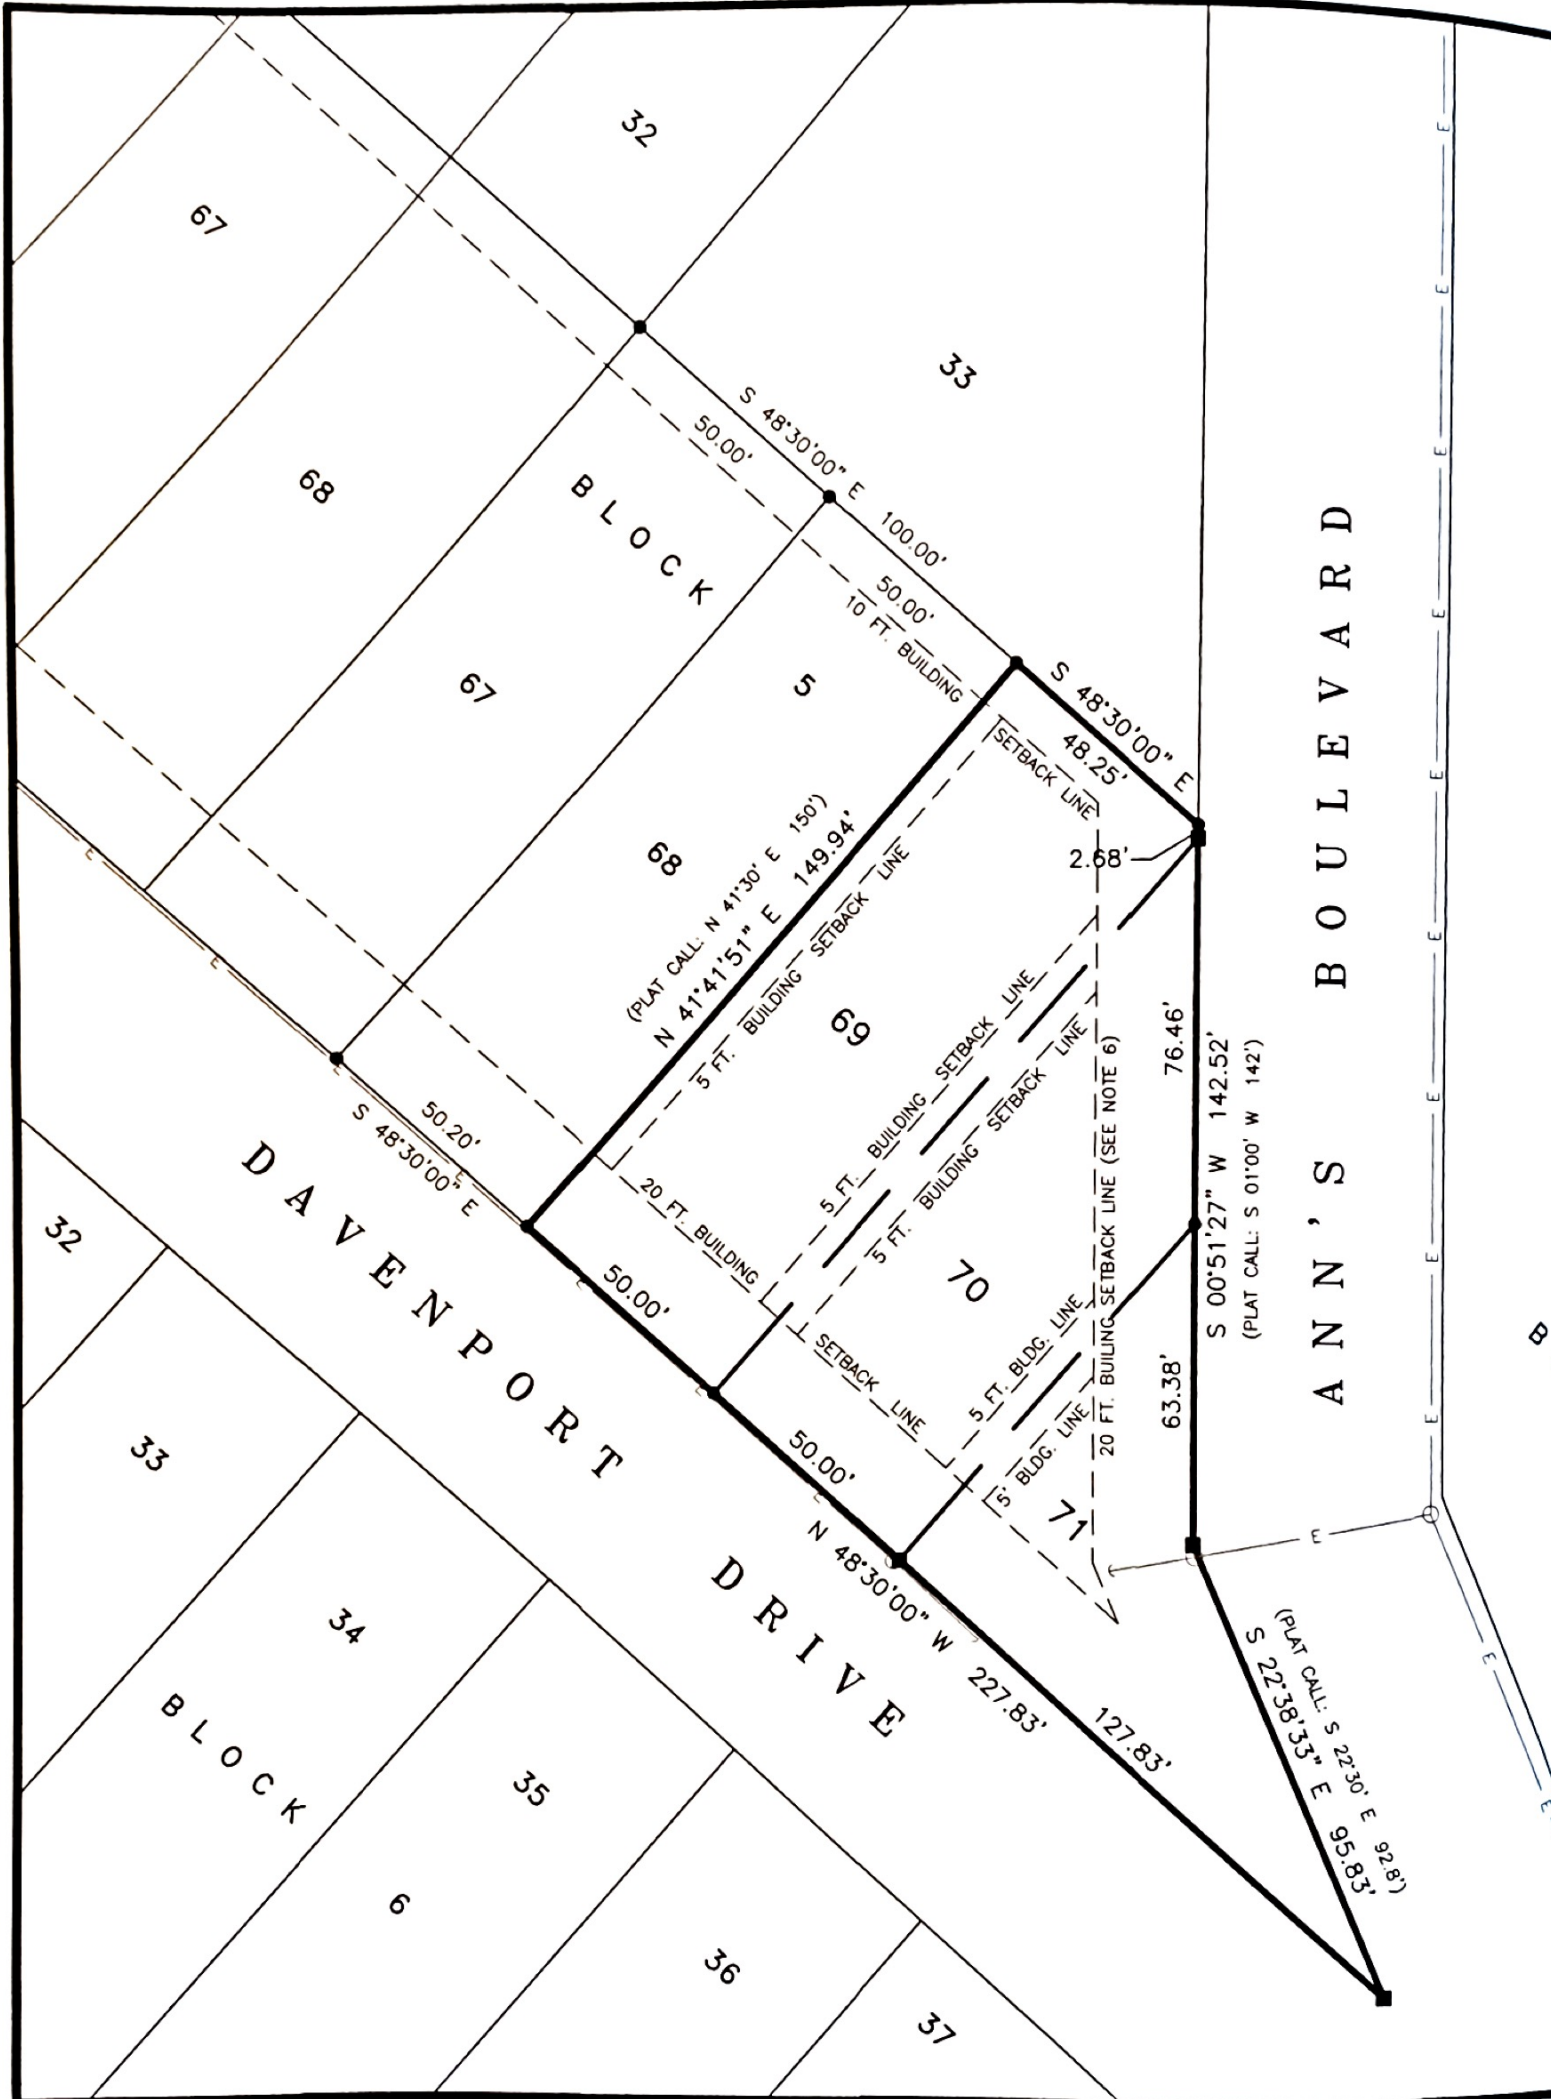 32
67
33
S 48°30'00" E
50.00'
100.00'
68
BLOCK
50.00'
10 FT. BUILDING
SETBACK LINE
5
67
S 48°30'00" E
48.25'
2.68'
68
(PLAT CALL: N 41°30' E 150')
N 41°41'51" E 149.94'
5 FT. BUILDING SETBACK LINE
69
5 FT. BUILDING SETBACK LINE
5 FT. BUILDING SETBACK LINE
20 FT. BUILING SETBACK LINE (SEE NOTE 6)
76.46'
S 00°51'27" W 142.52'
(PLAT CALL: S 01°00' W 142')
ANN'S BOULEVARD
E E E E E E E E E
50.20'
S 48°30'00" E
E E E E
DAVENPORT DRIVE
20 FT. BUILDING
SETBACK LINE
50.00'
70
5 FT. BLDG. LINE
5' BLDG. LINE
63.38'
71
50.00'
N 48°30'00" W 227.83'
127.83'
E
(PLAT CALL: S 22°30' E 92.8')
S 22°38'33" E 95.83'
E E
B
32
33
34
BLOCK
35
6
36
37